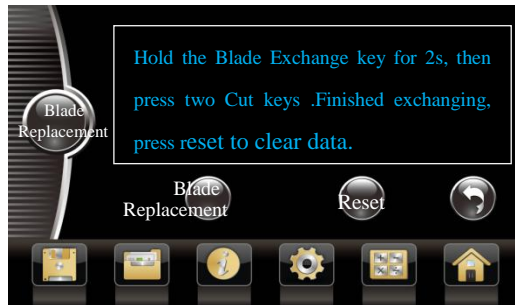 Hold the Blade Exchange key for 2s, then
press two Cut keys .Finished exchanging,
press reset to clear data.
Blade
Replacement
Blade
Replacement
Reset